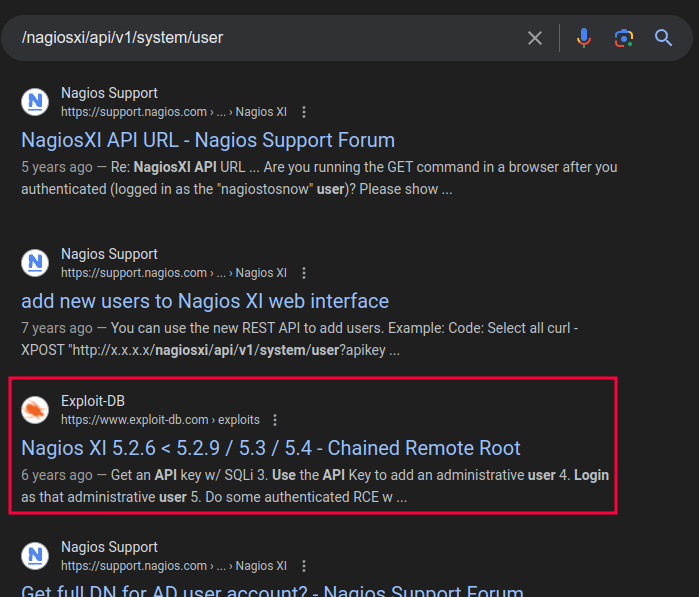 /nagiosxi/api/v1/system/user
Nagios Support
https://support.nagios.com › ... › Nagios XI
NagiosXI API URL - Nagios Support Forum
5 years ago — Re: NagiosXI API URL ... Are you running the GET command in a browser after you
authenticated (logged in as the "nagiostosnow" user)? Please show ...
Nagios Support
https://support.nagios.com › ... › Nagios XI
add new users to Nagios XI web interface
7 years ago — You can use the new REST API to add users. Example: Code: Select all curl -
XPOST "http://x.x.x.x/nagiosxi/api/v1/system/user?apikey ...
Exploit-DB
https://www.exploit-db.com › exploits
Nagios XI 5.2.6 < 5.2.9 / 5.3 / 5.4 - Chained Remote Root
6 years ago — Get an API key w/ SQLi 3. Use the API Key to add an administrative user 4. Login
as that administrative user 5. Do some authenticated RCE w ...
Nagios Support
https://support.nagios.com › ... › Nagios XI
Get full DN for AD user account? - Nagios Support Forum